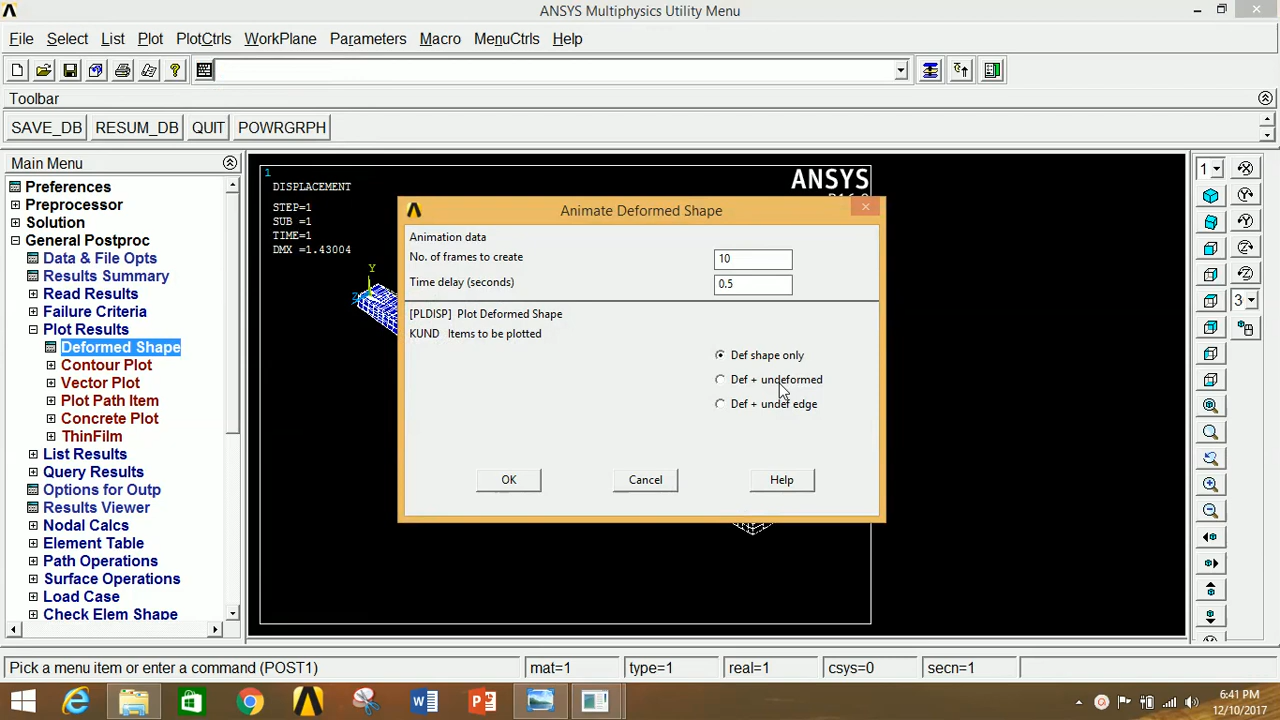 ANSYS Multiphysics Utility Menu
File Select List Plot PlotCtrls WorkPlane Parameters Macro MenuCtrls Help
Toolbar
SAVE_DB RESUM_DB QUIT POWRGRPH
Main Menu
Preferences
Preprocessor
Solution
General Postproc
Data & File Opts
Results Summary
Read Results
Failure Criteria
Plot Results
Deformed Shape
Contour Plot
Vector Plot
Plot Path Item
Concrete Plot
ThinFilm
List Results
Query Results
Options for Outp
Results Viewer
Nodal Calcs
Element Table
Path Operations
Surface Operations
Load Case
Check Elem Shape
1
DISPLACEMENT
STEP=1
SUB =1
TIME=1
DMX =1.43004
Y
Z
ANSYS
Animate Deformed Shape
Animation data
No. of frames to create 10
Time delay (seconds) 0.5
[PLDISP] Plot Deformed Shape
KUND Items to be plotted
Def shape only
Def + undeformed
Def + undef edge
OK Cancel Help
1
3
Pick a menu item or enter a command (POST1) mat=1 type=1 real=1 csys=0 secn=1
6:41 PM
12/10/2017